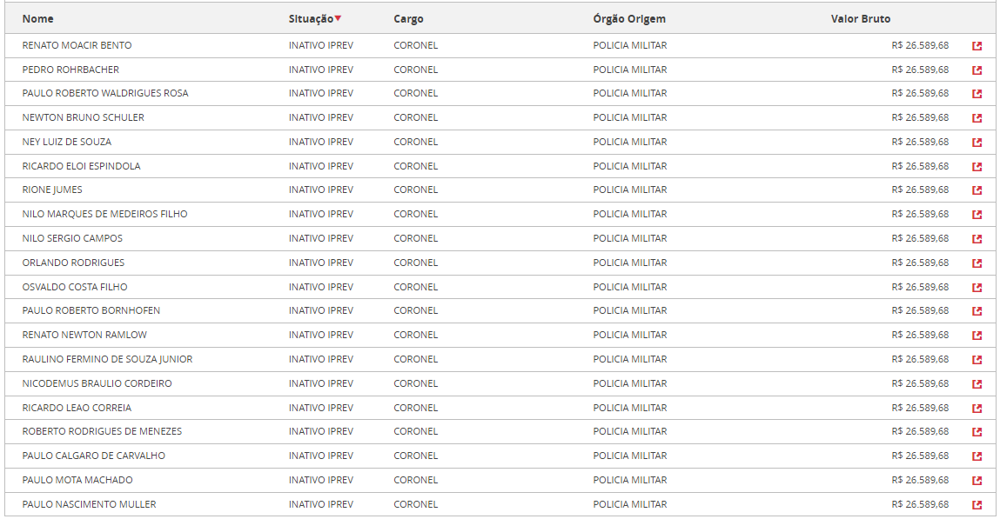 Nome Situação Cargo Órgão Origem Valor Bruto
RENATO MOACIR BENTO INATIVO IPREV CORONEL POLICIA MILITAR R$ 26.589,68
PEDRO ROHRBACHER INATIVO IPREV CORONEL POLICIA MILITAR R$ 26.589,68
PAULO ROBERTO WALDRIGUES ROSA INATIVO IPREV CORONEL POLICIA MILITAR R$ 26.589,68
NEWTON BRUNO SCHULER INATIVO IPREV CORONEL POLICIA MILITAR R$ 26.589,68
NEY LUIZ DE SOUZA INATIVO IPREV CORONEL POLICIA MILITAR R$ 26.589,68
RICARDO ELOI ESPINDOLA INATIVO IPREV CORONEL POLICIA MILITAR R$ 26.589,68
RIONE JUMES INATIVO IPREV CORONEL POLICIA MILITAR R$ 26.589,68
NILO MARQUES DE MEDEIROS FILHO INATIVO IPREV CORONEL POLICIA MILITAR R$ 26.589,68
NILO SERGIO CAMPOS INATIVO IPREV CORONEL POLICIA MILITAR R$ 26.589,68
ORLANDO RODRIGUES INATIVO IPREV CORONEL POLICIA MILITAR R$ 26.589,68
OSVALDO COSTA FILHO INATIVO IPREV CORONEL POLICIA MILITAR R$ 26.589,68
PAULO ROBERTO BORNHOFEN INATIVO IPREV CORONEL POLICIA MILITAR R$ 26.589,68
RENATO NEWTON RAMLOW INATIVO IPREV CORONEL POLICIA MILITAR R$ 26.589,68
RAULINO FERMINO DE SOUZA JUNIOR INATIVO IPREV CORONEL POLICIA MILITAR R$ 26.589,68
NICODEMUS BRAULIO CORDEIRO INATIVO IPREV CORONEL POLICIA MILITAR R$ 26.589,68
RICARDO LEAO CORREIA INATIVO IPREV CORONEL POLICIA MILITAR R$ 26.589,68
ROBERTO RODRIGUES DE MENEZES INATIVO IPREV CORONEL POLICIA MILITAR R$ 26.589,68
PAULO CALGARO DE CARVALHO INATIVO IPREV CORONEL POLICIA MILITAR R$ 26.589,68
PAULO MOTA MACHADO INATIVO IPREV CORONEL POLICIA MILITAR R$ 26.589,68
PAULO NASCIMENTO MULLER INATIVO IPREV CORONEL POLICIA MILITAR R$ 26.589,68